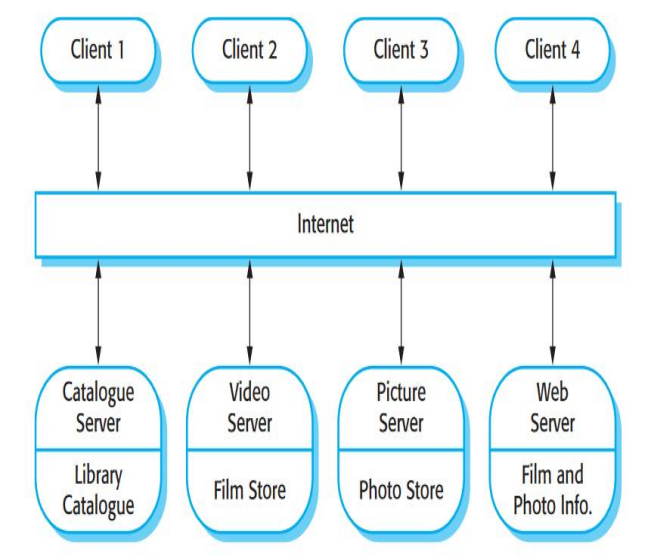 Client 1
Client 2
Client 3
Client 4
Internet
Catalogue
Server
Library
Catalogue
Video
Server
Film Store
Picture
Server
Photo Store
Web
Server
Film and
Photo Info.